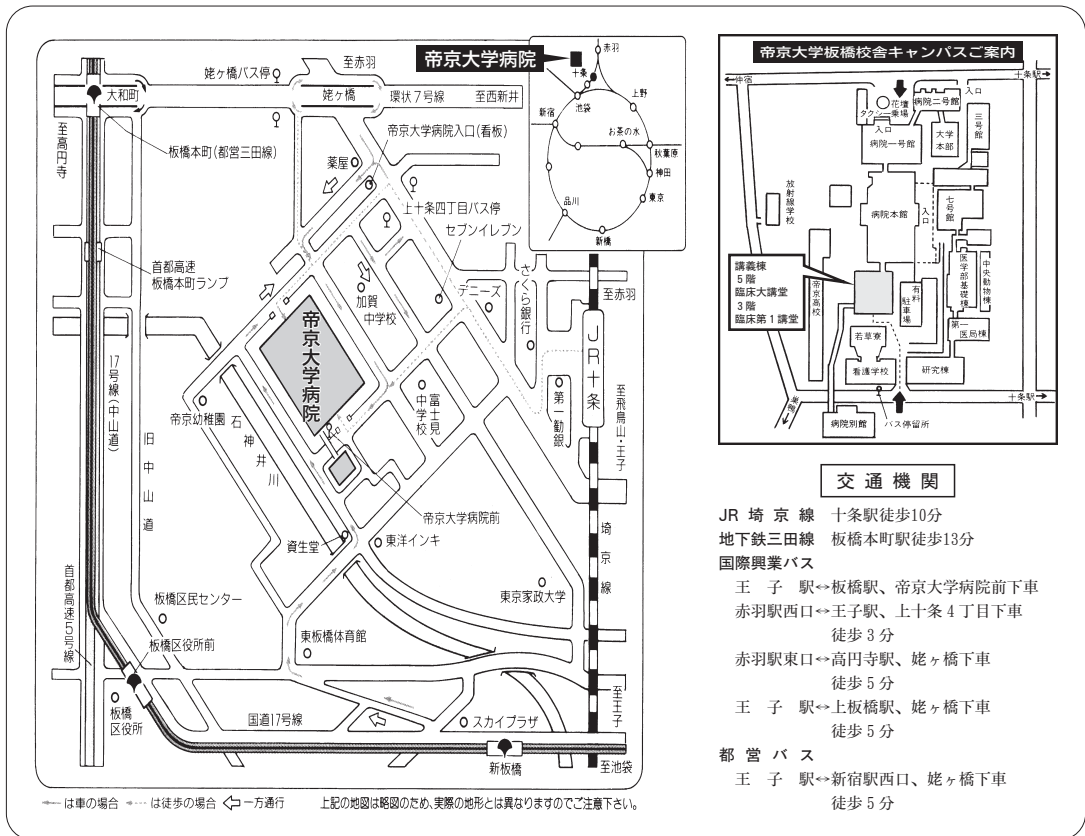 帝京大学病院
姥ヶ橋バス停
至赤羽
大和町
姥ヶ橋
環状7号線
至西新井
至高円寺
板橋本町(都営三田線)
帝京大学病院入口(看板)
薬屋
上十条四丁目バス停
セブンイレブン
首都高速
板橋本町ランプ
加賀
中学校
デニーズ
さくら銀行
至赤羽
JR十条
帝京大学病院
17号線(中山道)
旧中山道
帝京幼稚園
石神井川
富士見
中学校
第一勧銀
至飛鳥山・王子
帝京大学病院前
資生堂
東洋インキ
埼京線
首都高速5号線
板橋区民センター
東京家政大学
板橋区役所前
東板橋体育館
板橋
区役所
国道17号線
スカイプラザ
至王子
新板橋
至池袋
は車の場合
は徒歩の場合
一方通行
上記の地図は略図のため、実際の地形とは異なりますのでご注意下さい。
赤羽
十条
池袋
上野
新宿
お茶の水
秋葉原
神田
東京
品川
新橋
帝京大学板橋校舎キャンパスご案内
仲宿
十条駅
花壇
タクシー乗場
病院二号館
入口
入口
病院一号館
大学
本部
三号館
放射線学校
病院本館
入口
七号館
講義棟
5階
臨床大講堂
3階
臨床第1講堂
帝京高校
有料
駐車場
医学部基礎棟
中央動物棟
若草寮
第一
医局棟
看護学校
研究棟
巣鴨
十条駅
病院別館
バス停留所
交通機関
JR 埼京線 十条駅徒歩10分
地下鉄三田線 板橋本町駅徒歩13分
国際興業バス
王子駅⇔板橋駅、帝京大学病院前下車
赤羽駅西口⇔王子駅、上十条4丁目下車
徒歩3分
赤羽駅東口⇔高円寺駅、姥ヶ橋下車
徒歩5分
王子駅⇔上板橋駅、姥ヶ橋下車
徒歩5分
都営バス
王子駅⇔新宿駅西口、姥ヶ橋下車
徒歩5分